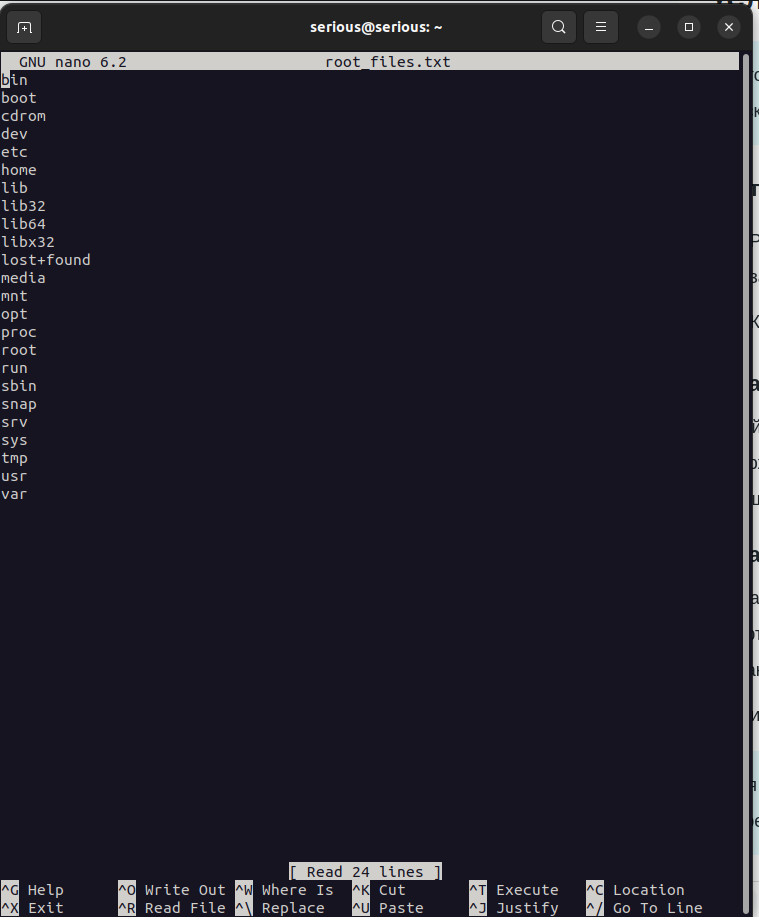 serious@serious: ~
GNU nano 6.2 root_files.txt
bin
boot
cdrom
dev
etc
home
lib
lib32
lib64
libx32
lost+found
media
mnt
opt
proc
root
run
sbin
snap
srv
sys
tmp
usr
var
[ Read 24 lines ]
^G Help ^O Write Out ^W Where Is ^K Cut ^T Execute ^C Location
^X Exit ^R Read File ^\ Replace ^U Paste ^J Justify ^/ Go To Line